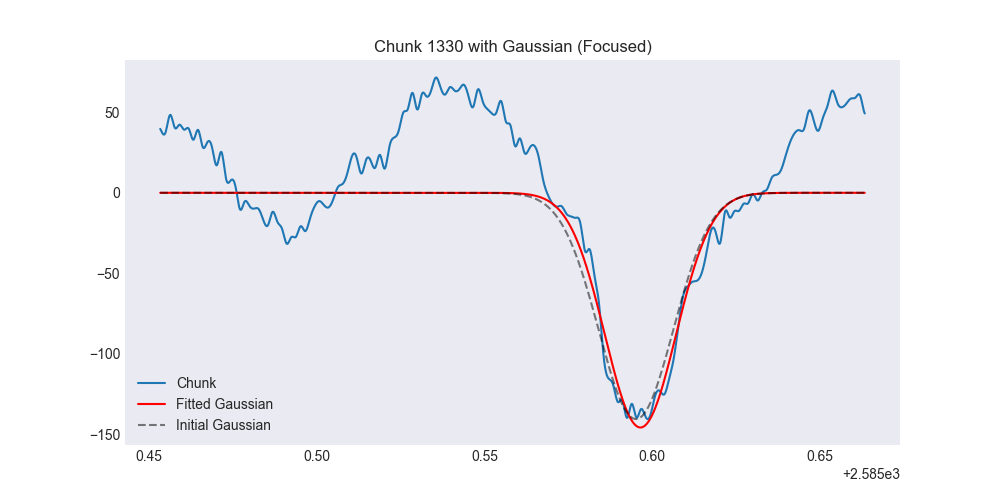 Chunk 1330 with Gaussian (Focused)
50
0
−50
−100
−150
Chunk
Fitted Gaussian
Initial Gaussian
0.45 0.50 0.55 0.60 0.65
+2.585e3